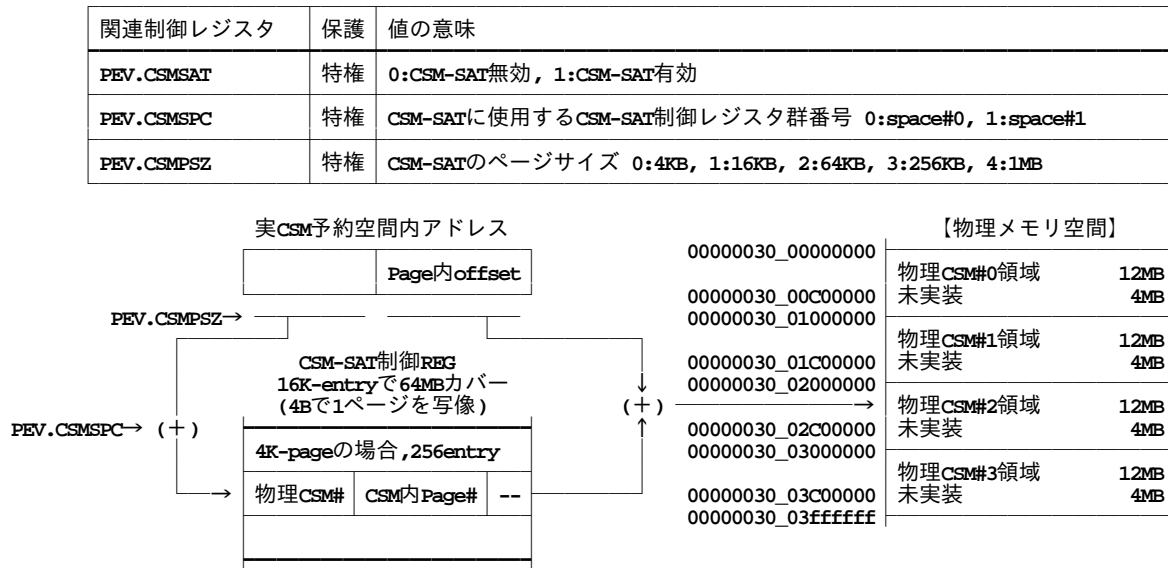 関連制御レジスタ 保護 値の意味
PEV.CSMSAT 特権 0:CSM-SAT無効, 1:CSM-SAT有効
PEV.CSMSPC 特権 CSM-SATに使用するCSM-SAT制御レジスタ群番号 0:space#0, 1:space#1
PEV.CSMPSZ 特権 CSM-SATのページサイズ 0:4KB, 1:16KB, 2:64KB, 3:256KB, 4:1MB
実CSM予約空間内アドレス
【物理メモリ空間】
Page内offset
00000030_00000000
物理CSM#0領域 12MB
00000030_00C00000 未実装 4MB
PEV.CSMPSZ→
00000030_01000000
物理CSM#1領域 12MB
CSM-SAT制御REG
00000030_01C00000 未実装 4MB
16K-entryで64MBカバー
00000030_02000000
(4Bで1ページを写像)
(+) → 物理CSM#2領域 12MB
PEV.CSMSPC→ (+)
00000030_02C00000 未実装 4MB
4K-pageの場合,256entry
00000030_03000000
物理CSM#3領域 12MB
→ 物理CSM# CSM内Page# --
00000030_03C00000 未実装 4MB
00000030_03ffffff